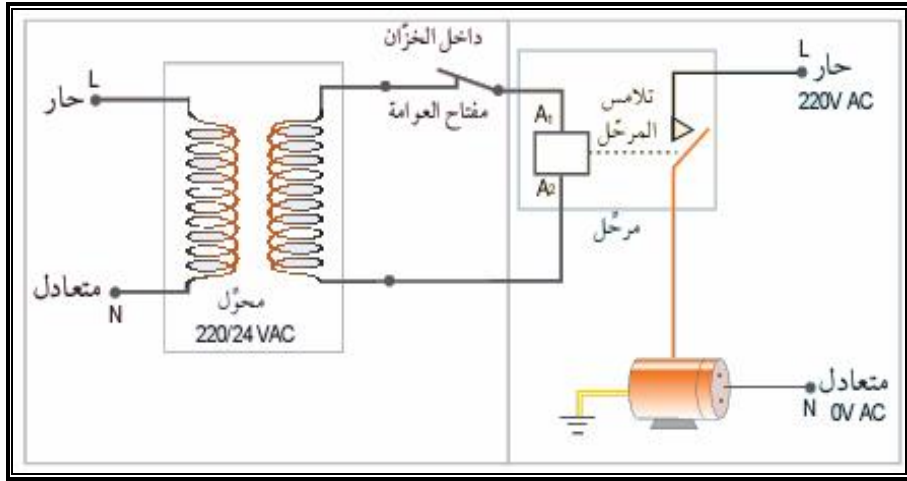 داخل الخزّان
مفتاح العوامة
L
حار
متعادل
N
محوّل
220/24 VAC
A1
A2
تلامس
المرحّل
مرحّل
L
حار
220V AC
متعادل
N 0V AC